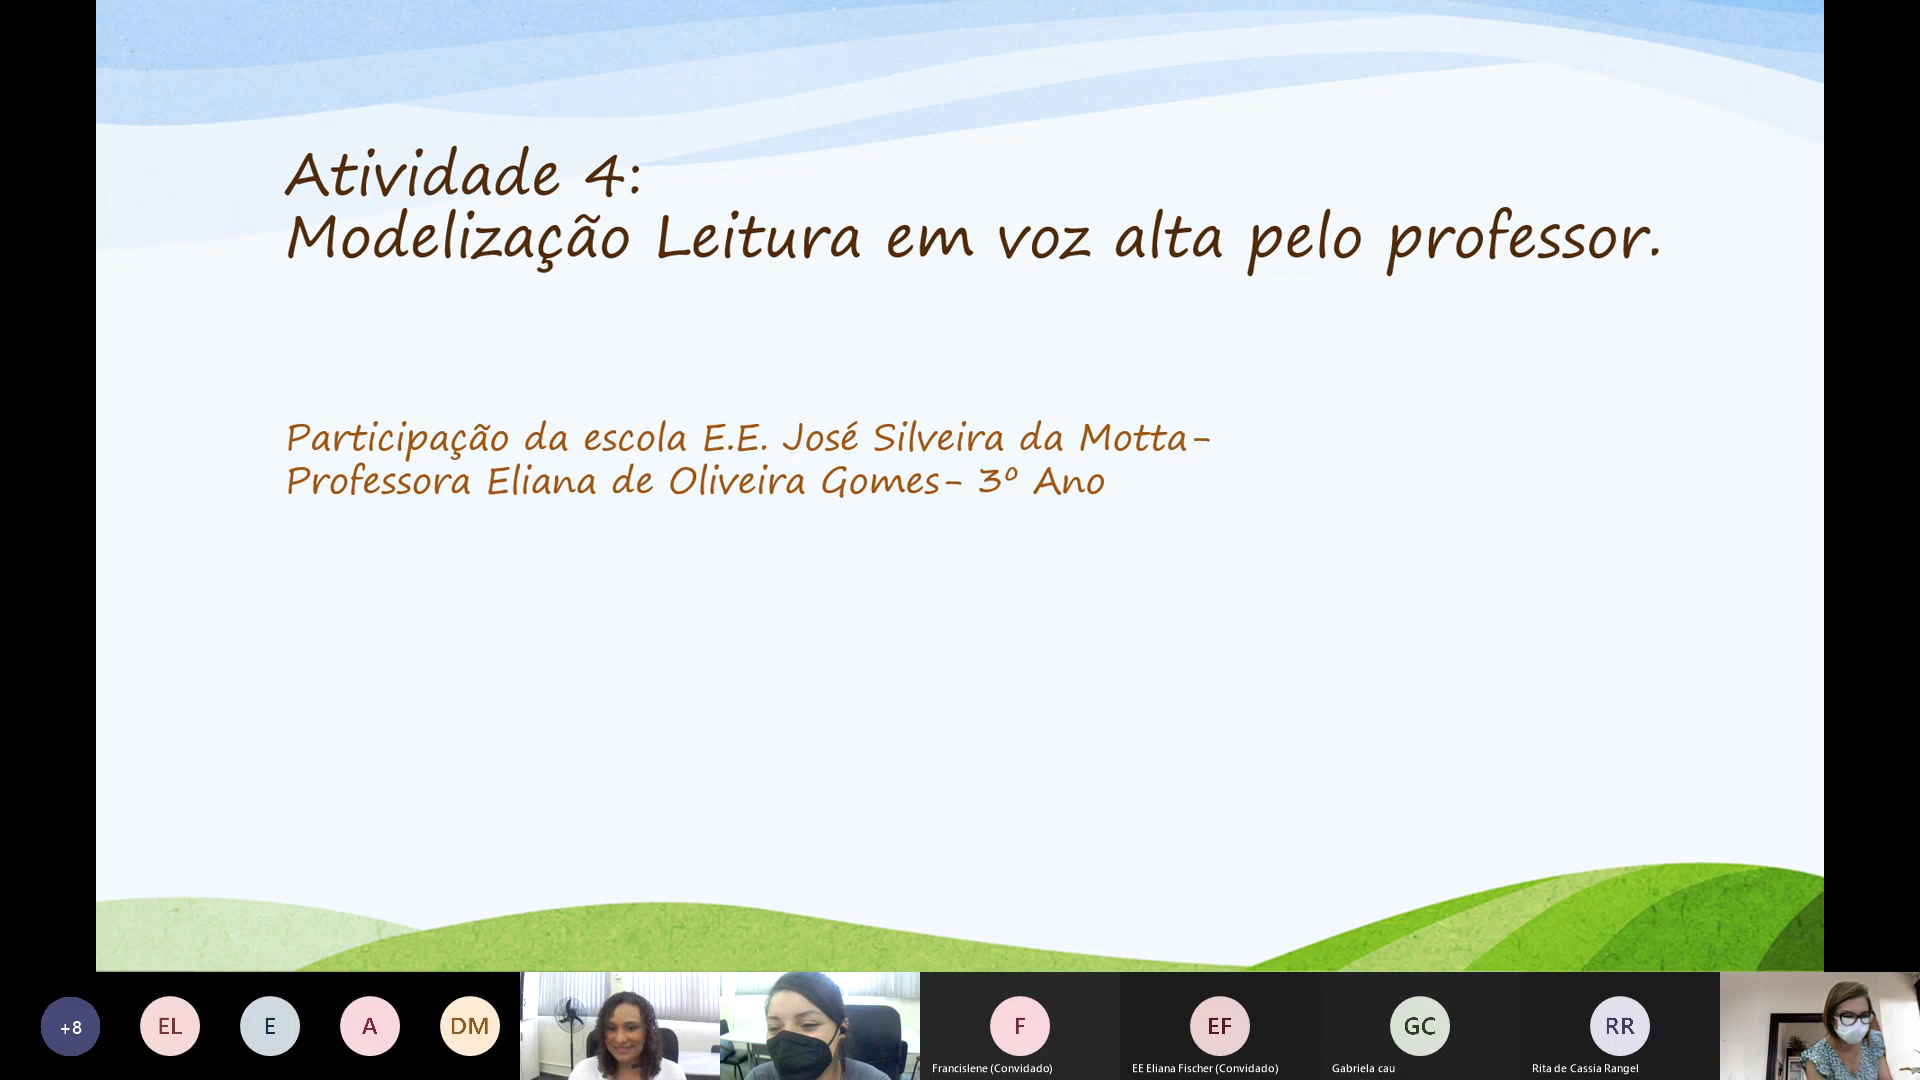 Atividade 4:
Modelização Leitura em voz alta pelo professor.
Participação da escola E.E. José Silveira da Motta-
Professora Eliana de Oliveira Gomes- 3º Ano
+8
EL
E
A
DM
F
EF
GC
RR
Francislene (Convidado)
EE Eliana Fischer (Convidado)
Gabriela cau
Rita de Cassia Rangel